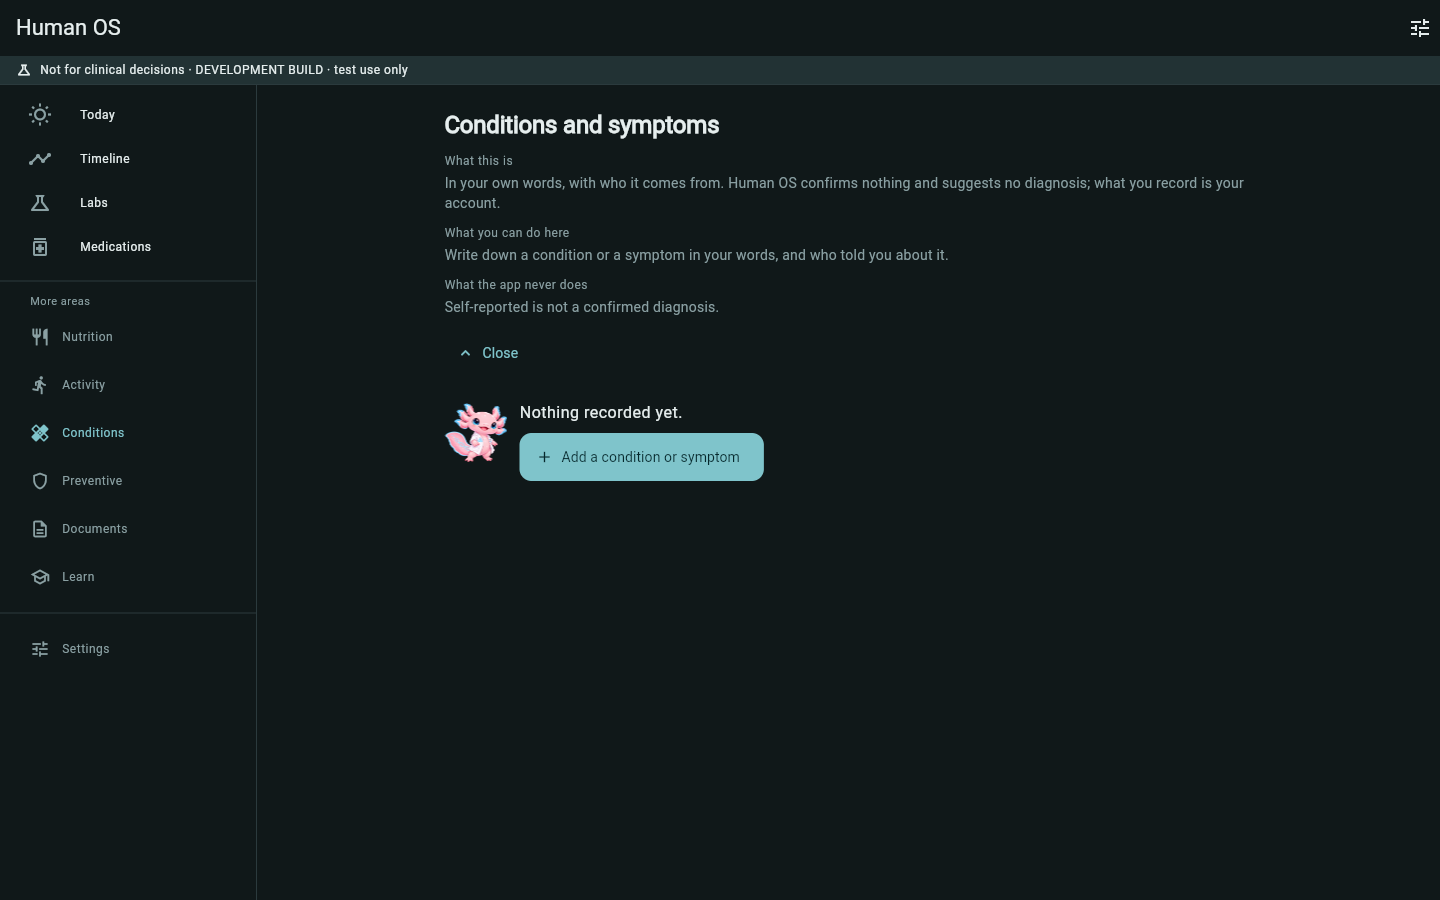 Human OS
Not for clinical decisions · DEVELOPMENT BUILD · test use only
Today
Timeline
Labs
Medications
More areas
Nutrition
Activity
Conditions
Preventive
Documents
Learn
Settings
Conditions and symptoms
What this is
In your own words, with who it comes from. Human OS confirms nothing and suggests no diagnosis; what you record is your
account.
What you can do here
Write down a condition or a symptom in your words, and who told you about it.
What the app never does
Self-reported is not a confirmed diagnosis.
Close
Nothing recorded yet.
Add a condition or symptom